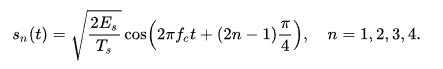 $s_n(t) = \sqrt{\frac{2E_s}{T_s}} \cos\left(2\pi f_c t + (2n - 1)\frac{\pi}{4}\right), \quad n = 1, 2, 3, 4.$